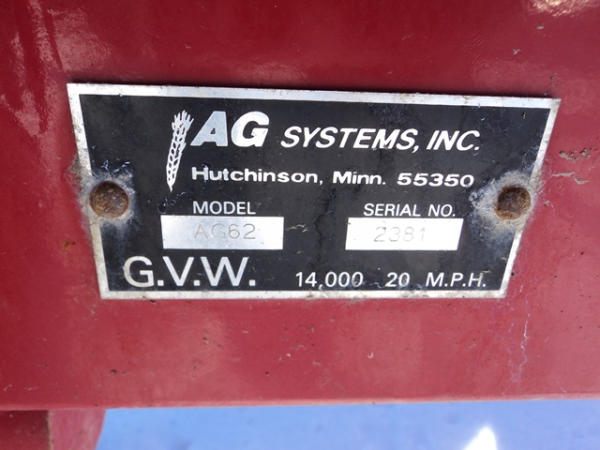 AG SYSTEMS, INC.
Hutchinson, Minn. 55350
MODEL SERIAL NO.
AG62 2381
G.V.W. 14,000 20 M.P.H.